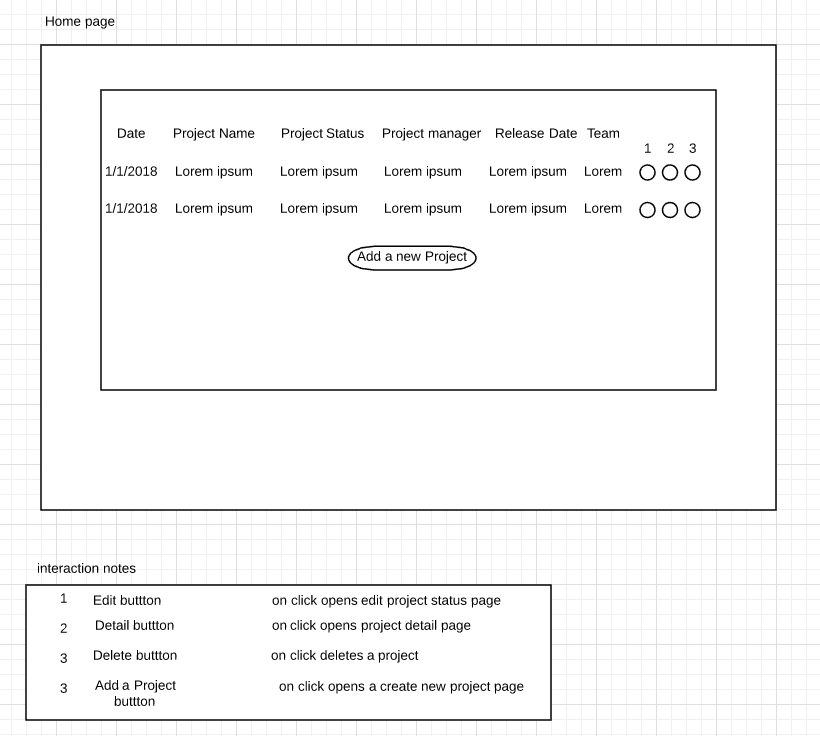 Home page
Date Project Name Project Status Project manager Release Date Team
1 2 3
1/1/2018 Lorem ipsum Lorem ipsum Lorem ipsum Lorem ipsum Lorem
1/1/2018 Lorem ipsum Lorem ipsum Lorem ipsum Lorem ipsum Lorem
Add a new Project
interaction notes
1 Edit buttton on click opens edit project status page
2 Detail buttton on click opens project detail page
3 Delete buttton on click deletes a project
3 Add a Project on click opens a create new project page
buttton